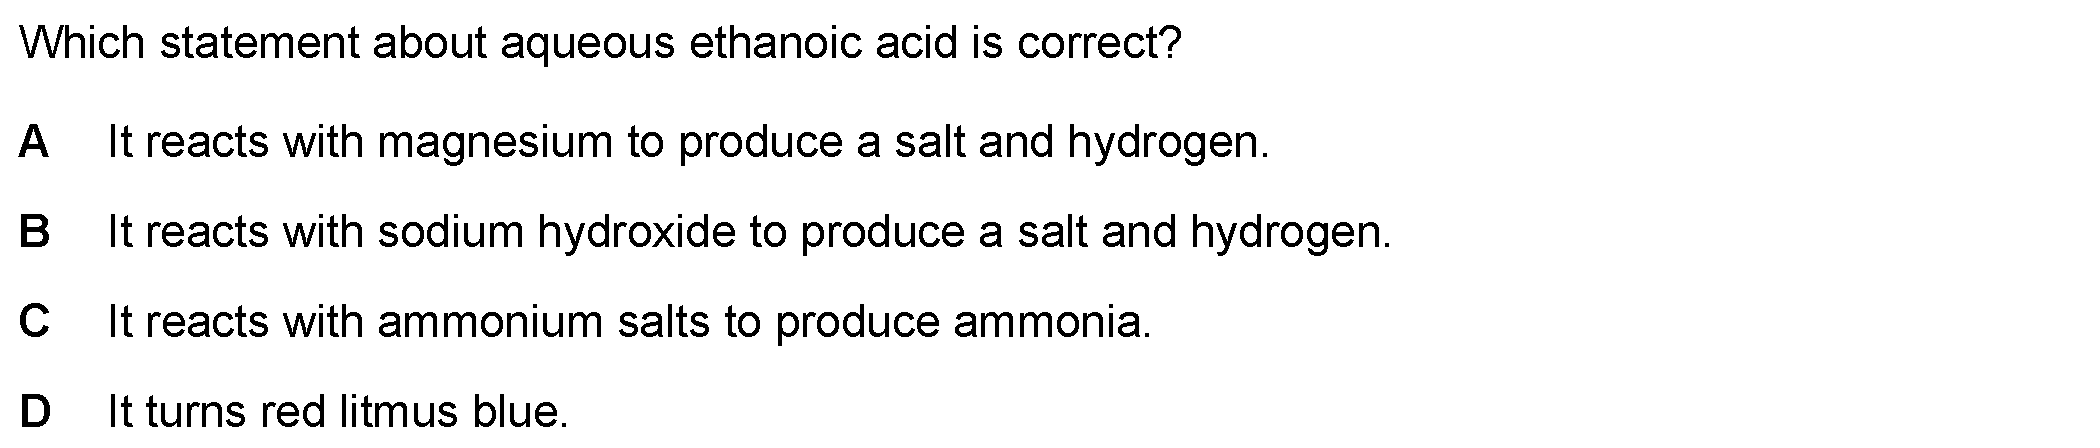 Which statement about aqueous ethanoic acid is correct?
A It reacts with magnesium to produce a salt and hydrogen.
B It reacts with sodium hydroxide to produce a salt and hydrogen.
C It reacts with ammonium salts to produce ammonia.
D It turns red litmus blue.